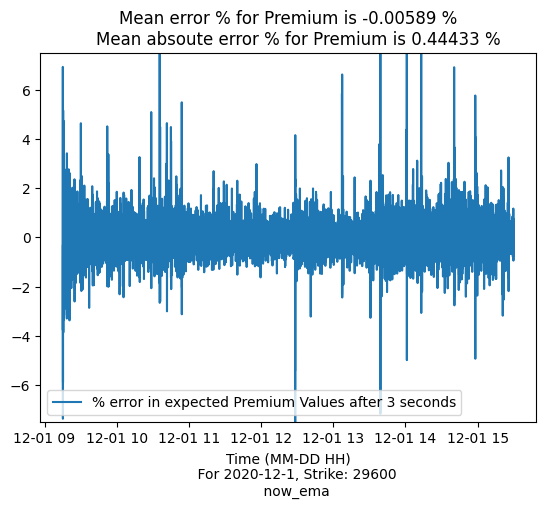 Mean error % for Premium is -0.00589 %
Mean absoute error % for Premium is 0.44433 %
6
4
2
0
−2
−4
−6
% error in expected Premium Values after 3 seconds
12-01 09 12-01 10 12-01 11 12-01 12 12-01 13 12-01 14 12-01 15
Time (MM-DD HH)
For 2020-12-1, Strike: 29600
now_ema